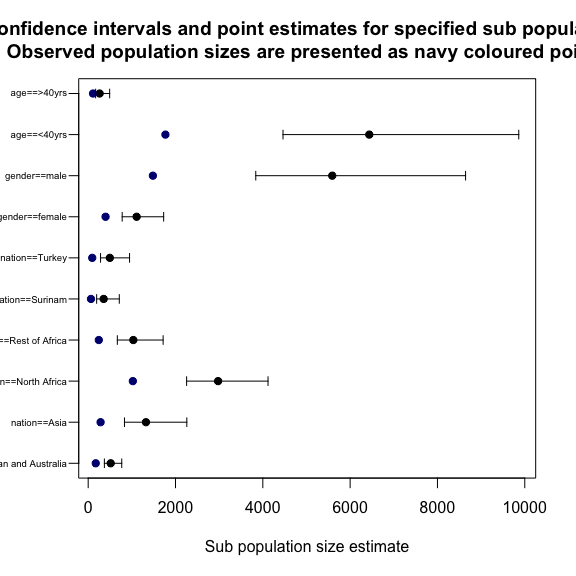 onfidence intervals and point estimates for specified sub popula
Observed population sizes are presented as navy coloured poi
age==>40yrs
age==<40yrs
gender==male
gender==female
nation==Turkey
ation==Surinam
==Rest of Africa
n==North Africa
nation==Asia
an and Australia
0 2000 4000 6000 8000 10000
Sub population size estimate